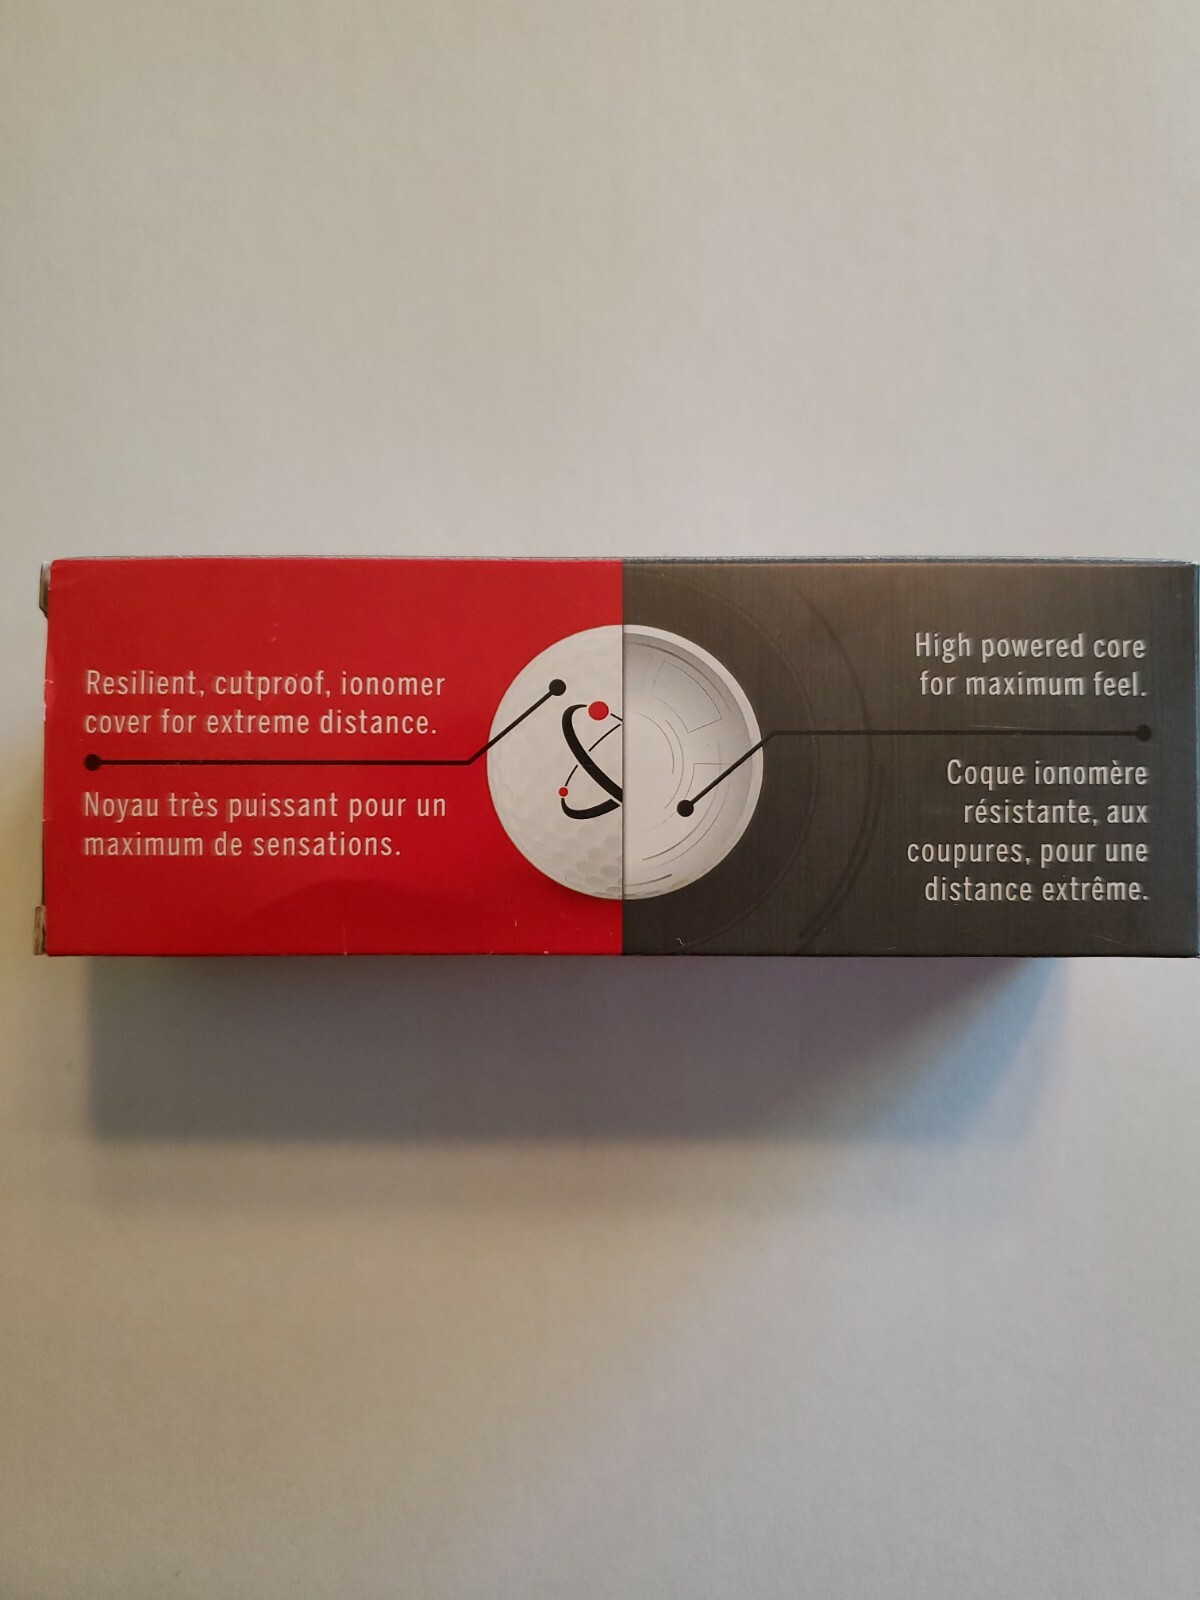 Resilient, cutproof, ionomer
cover for extreme distance.
Noyau très puissant pour un
maximum de sensations.
High powered core
for maximum feel.
Coque ionomère
résistante, aux
coupures, pour une
distance extrême.